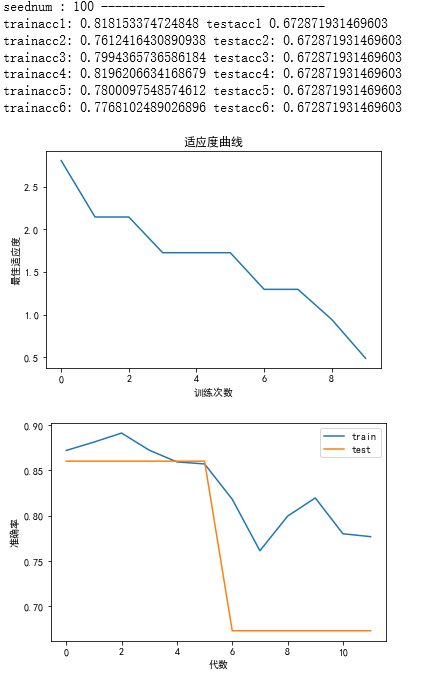 seednum : 100 ------------------------------
trainacc1: 0.818153374724848 testacc1 0.672871931469603
trainacc2: 0.7612416430890938 testacc2: 0.672871931469603
trainacc3: 0.7994365736586184 testacc3: 0.672871931469603
trainacc4: 0.8196206634168679 testacc4: 0.672871931469603
trainacc5: 0.7800097548574612 testacc5: 0.672871931469603
trainacc6: 0.7768102489026896 testacc6: 0.672871931469603
适应度曲线
2.5
2.0
1.5
1.0
0.5
最佳适应度
0 2 4 6 8
训练次数
0.90
0.85
0.80
0.75
0.70
准确率
train
test
0 2 4 6 8 10
代数